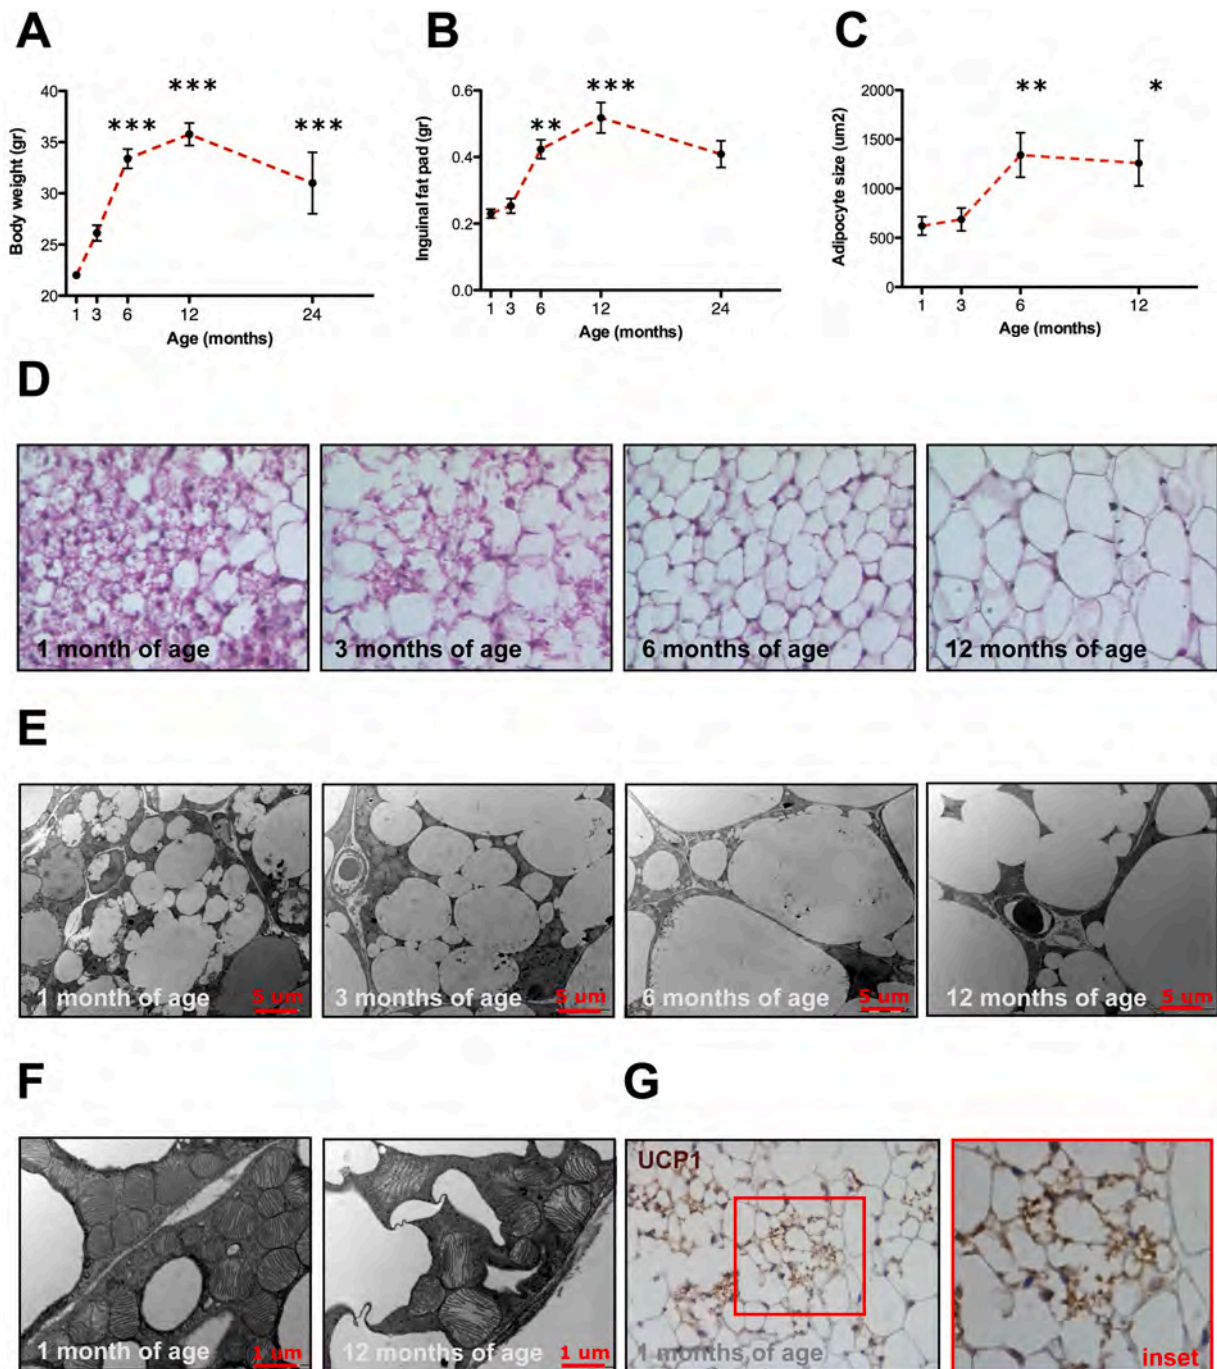 A
B
C
Body weight (gr)
40
35
30
25
20
***
***
***
1
3
6
12
24
Age (months)
Inguinal fat pad (gr)
0.6
0.4
0.2
0.0
**
***
1
3
6
12
24
Age (months)
Adipocyte size (um2)
2000
1500
1000
500
0
**
*
1
3
6
12
Age (months)
D
1 month of age
3 months of age
6 months of age
12 months of age
E
1 month of age
5 um
3 months of age
5 um
6 months of age
5 um
12 months of age
5 um
F
G
1 month of age
1 um
12 months of age
1 um
UCP1
1 months of age
inset